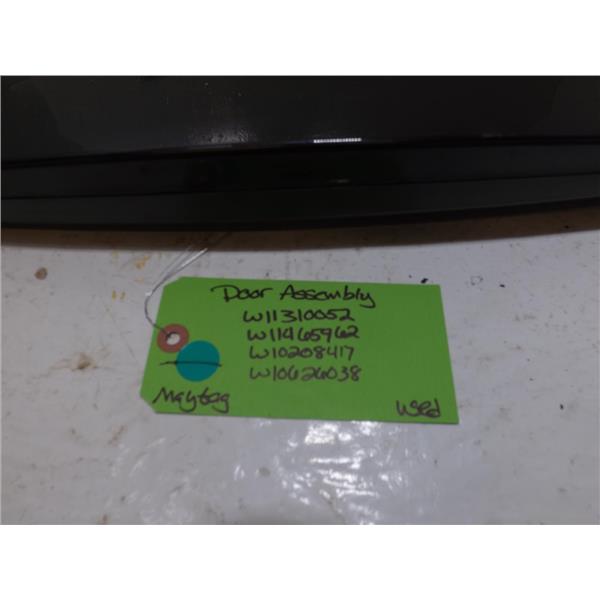 Door Assembly
W11310052
W11465962
W10208417
W10626038
Maytag Used